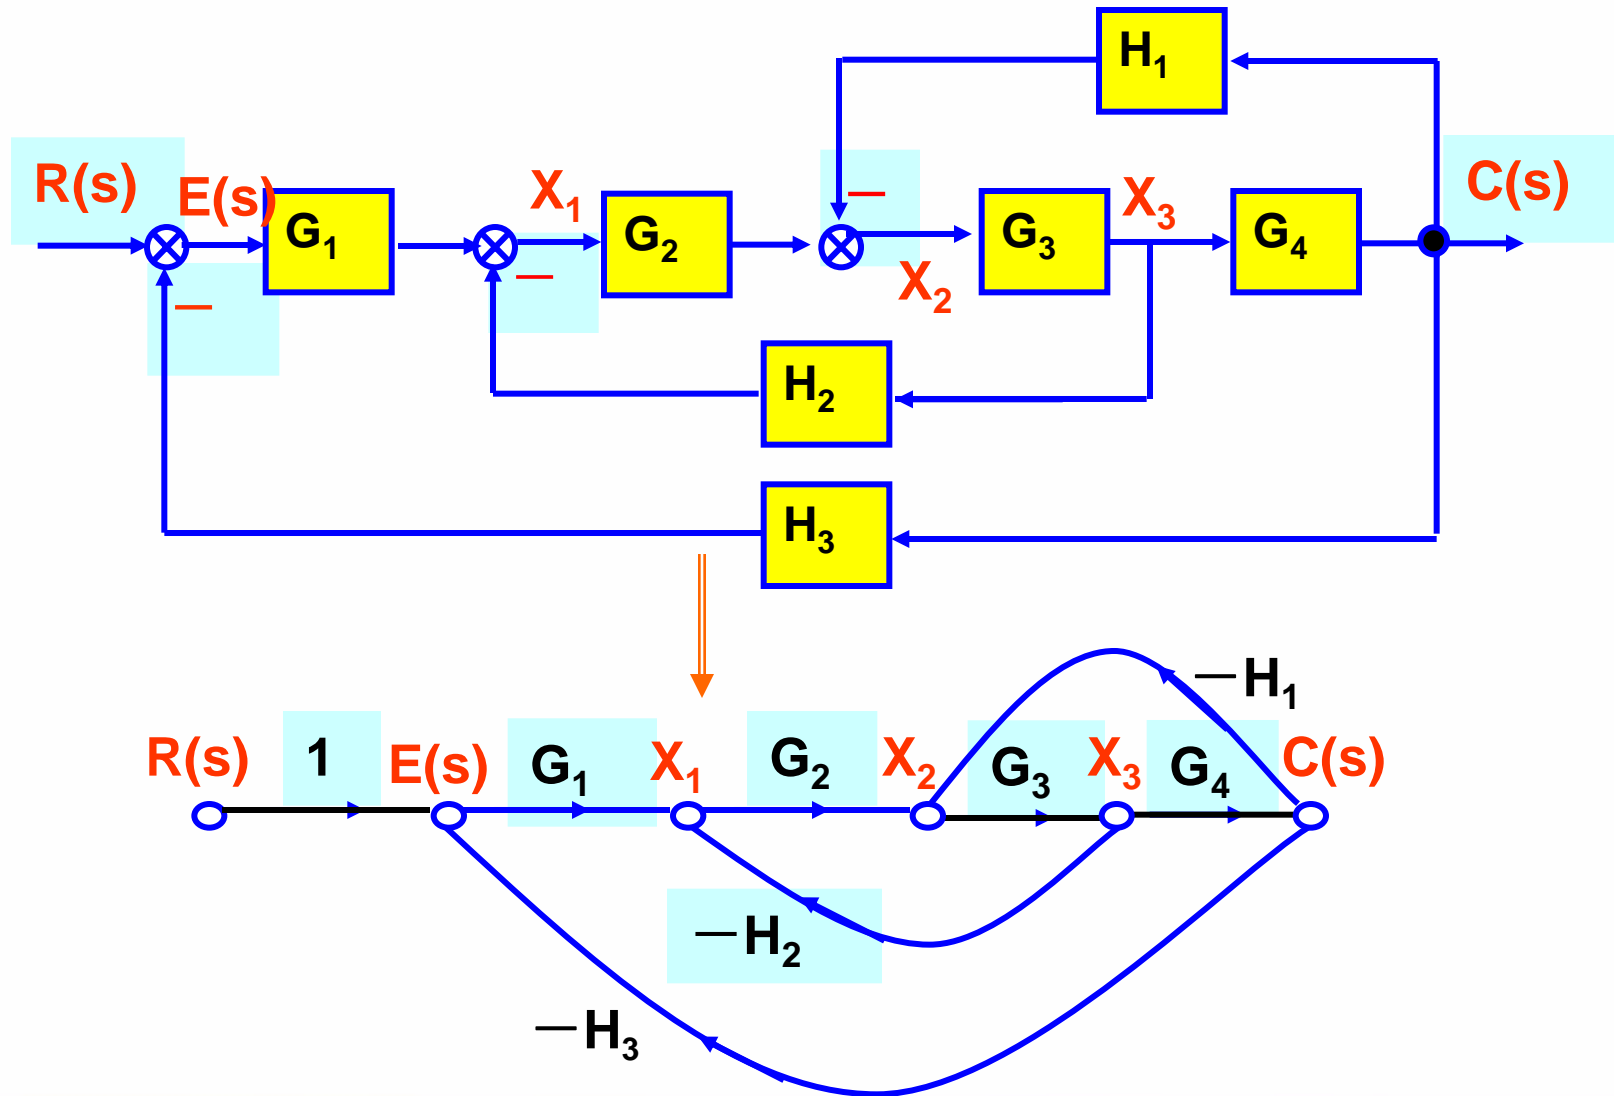 H₁
R(s) E(s) G₁ X₁ G₂ — X₂ G₃ X₃ G₄ C(s)
— —
H₂
H₃
—H₁
R(s) 1 E(s) G₁ X₁ G₂ X₂ G₃ X₃ G₄ C(s)
—H₂
—H₃